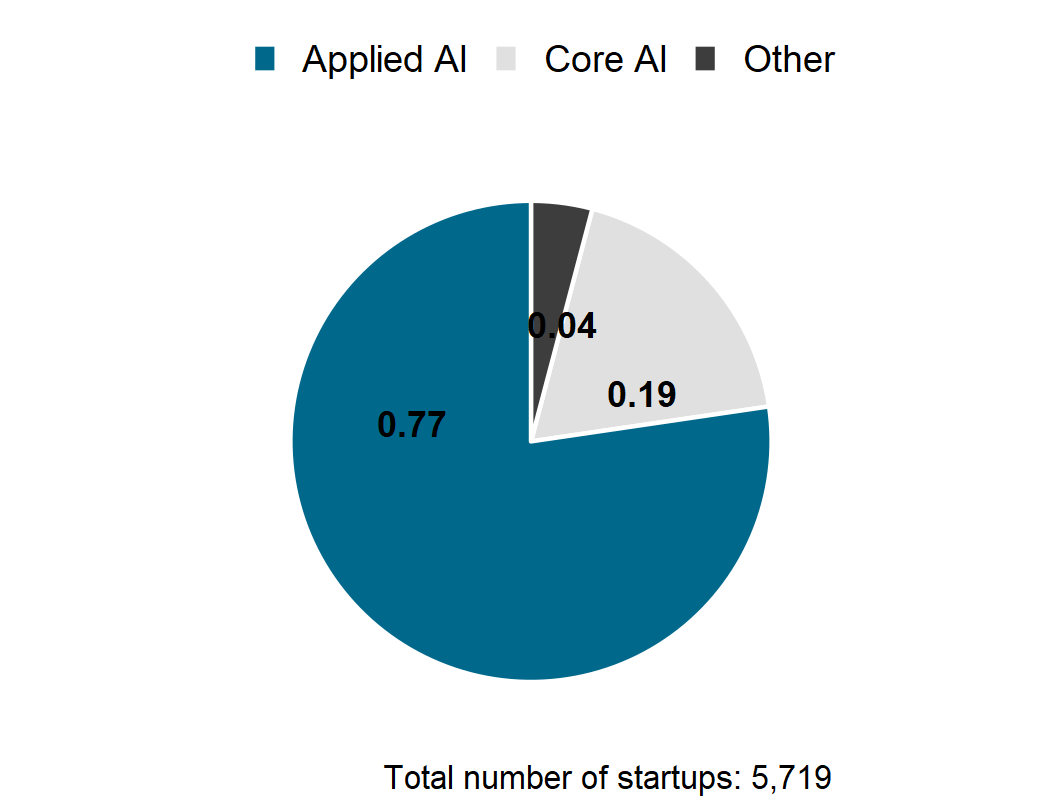 Applied AI Core AI Other
0.04
0.19
0.77
Total number of startups: 5,719